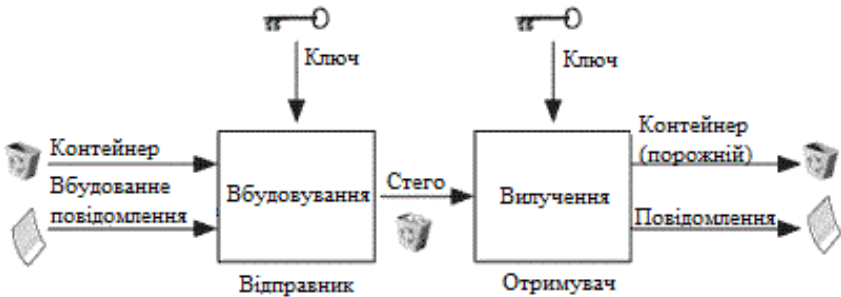 Ключ
Ключ
Контейнер
Вбудованне
повідомлення
Вбудовування
Стего
Вилучення
Контейнер
(порожній)
Повідомлення
Відправник
Отримувач